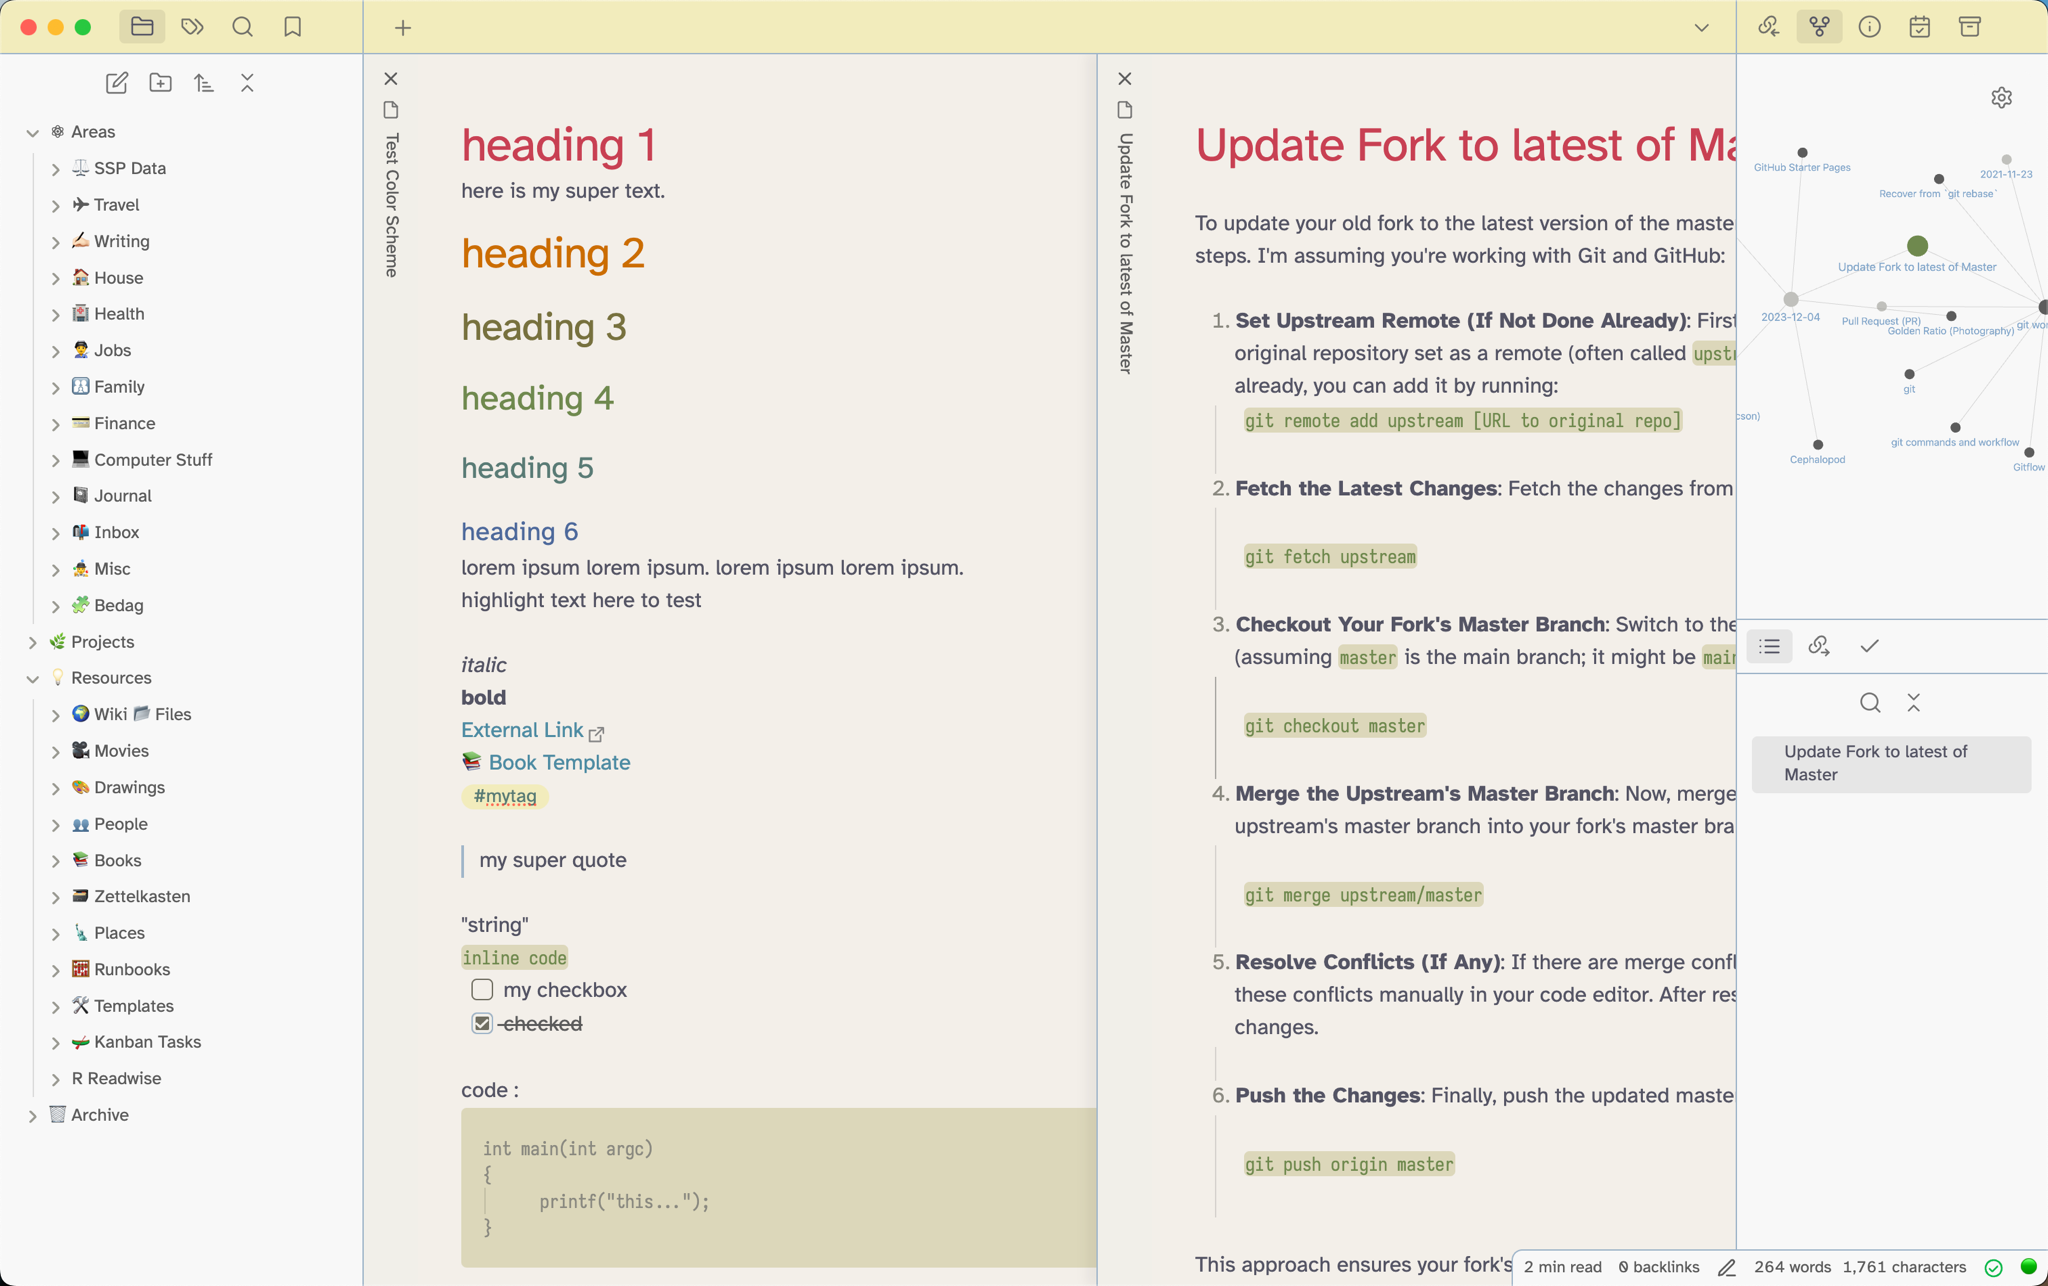 Areas
SSP Data
Travel
Writing
House
Health
Jobs
Family
Finance
Computer Stuff
Journal
Inbox
Misc
Bedag
Projects
Resources
Wiki Files
Movies
Drawings
People
Books
Zettelkasten
Places
Runbooks
Templates
Kanban Tasks
R Readwise
Archive
Test Color Scheme
heading 1
here is my super text.
heading 2
heading 3
heading 4
heading 5
heading 6
lorem ipsum lorem ipsum. lorem ipsum lorem ipsum.
highlight text here to test
italic
bold
External Link
Book Template
#mytag
my super quote
"string"
inline code
my checkbox
checked
code :
int main(int argc)
{
printf("this...");
}
Update Fork to latest of Master
Update Fork to latest of Ma
To update your old fork to the latest version of the master
steps. I'm assuming you're working with Git and GitHub:
1. Set Upstream Remote (If Not Done Already): First
original repository set as a remote (often called upstr
already, you can add it by running:
git remote add upstream [URL to original repo]
2. Fetch the Latest Changes: Fetch the changes from
git fetch upstream
3. Checkout Your Fork's Master Branch: Switch to the
(assuming master is the main branch; it might be main
git checkout master
4. Merge the Upstream's Master Branch: Now, merge
upstream's master branch into your fork's master bra
git merge upstream/master
5. Resolve Conflicts (If Any): If there are merge confl
these conflicts manually in your code editor. After res
changes.
6. Push the Changes: Finally, push the updated maste
git push origin master
This approach ensures your fork's
GitHub Starter Pages
2021-11-23
Recover from `git rebase`
Update Fork to latest of Master
2023-12-04
Pull Request (PR)
Golden Ratio (Photography)
git wor
git
cson)
git commands and workflow
Cephalopod
Gitflow
Update Fork to latest of
Master
2 min read 0 backlinks 264 words 1,761 characters